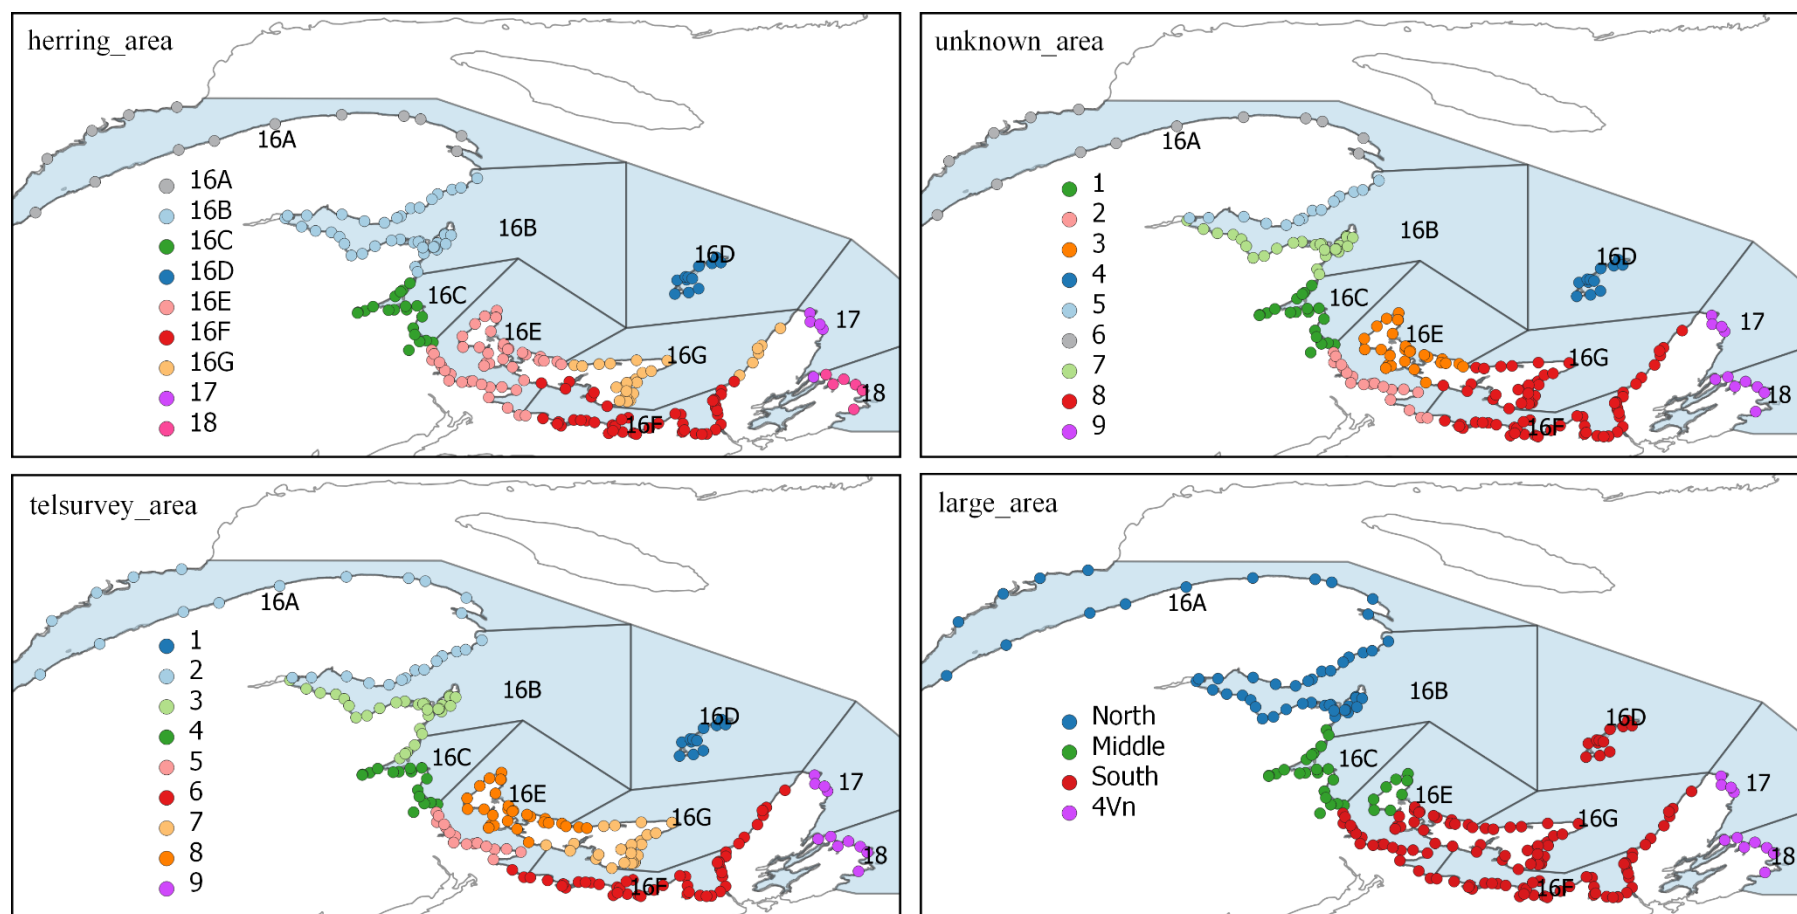 herring_area
16A
16A
16B
16C
16D
16E
16F
16G
17
18
16B
16D
16C
16E
16G
17
18
16F
unknown_area
16A
1
2
3
4
5
6
7
8
9
16B
16D
16C
16E
16G
17
18
16F
telsurvey_area
16A
1
2
3
4
5
6
7
8
9
16B
16D
16C
16E
16G
17
18
16F
large_area
16A
16B
North
Middle
South
4Vn
16D
16C
16E
16G
17
18
16F